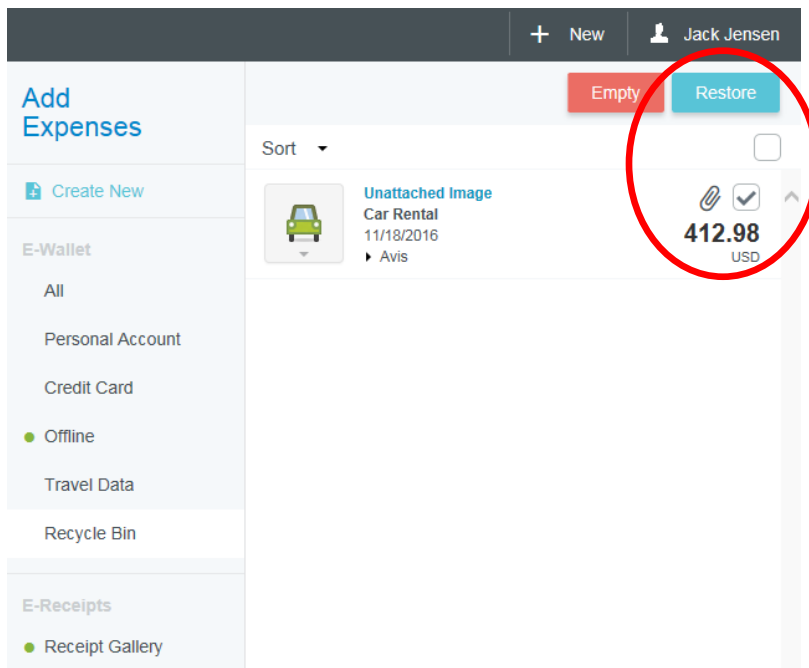 New
Jack Jensen
Add
Expenses
Empty
Restore
Sort
Create New
Unattached Image
Car Rental
11/18/2016
Avis
412.98
USD
E-Wallet
All
Personal Account
Credit Card
Offline
Travel Data
Recycle Bin
E-Receipts
Receipt Gallery